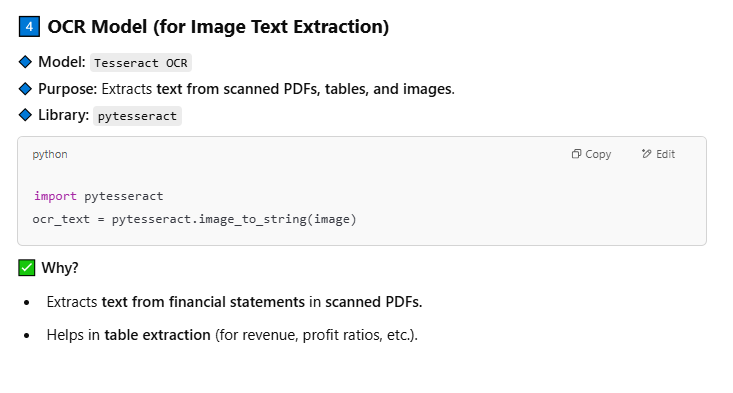 4 OCR Model (for Image Text Extraction)
Model: Tesseract OCR
Purpose: Extracts text from scanned PDFs, tables, and images.
Library: pytesseract
python Copy Edit
import pytesseract
ocr_text = pytesseract.image_to_string(image)
Why?
Extracts text from financial statements in scanned PDFs.
Helps in table extraction (for revenue, profit ratios, etc.).